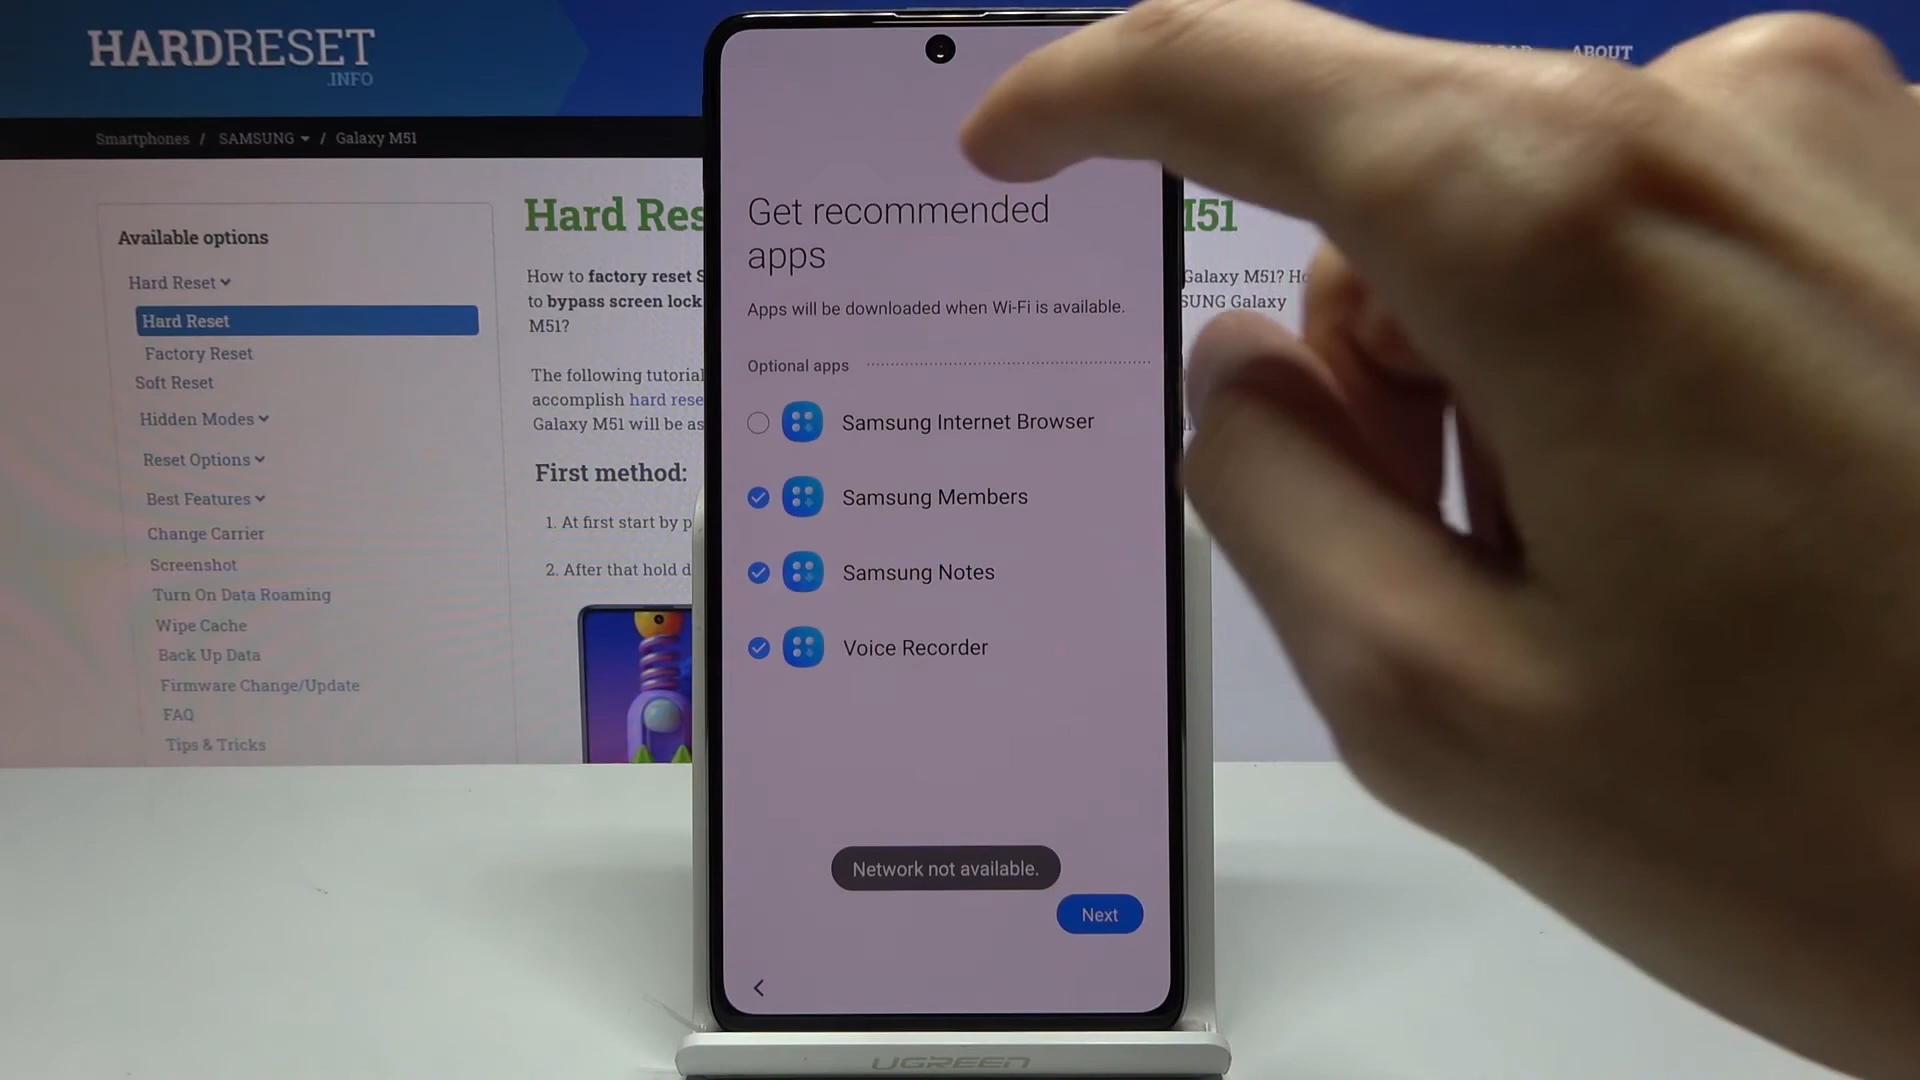 HARDRESET
.INFO
ABOUT
Smartphones / SAMSUNG / Galaxy M51
Available options
Hard Reset
Hard Reset
Factory Reset
Soft Reset
Hidden Modes
Reset Options
Best Features
Change Carrier
Screenshot
Turn On Data Roaming
Wipe Cache
Back Up Data
Firmware Change/Update
FAQ
Tips & Tricks
Hard Res
M51
How to factory reset S
Galaxy M51? Ho
to bypass screen lock
SUNG Galaxy
M51?
The following tutorial
accomplish hard rese
Galaxy M51 will be as
First method:
1. At first start by p
2. After that hold d
Get recommended
apps
Apps will be downloaded when Wi-Fi is available.
Optional apps
Samsung Internet Browser
Samsung Members
Samsung Notes
Voice Recorder
Network not available.
Next
UGREEN